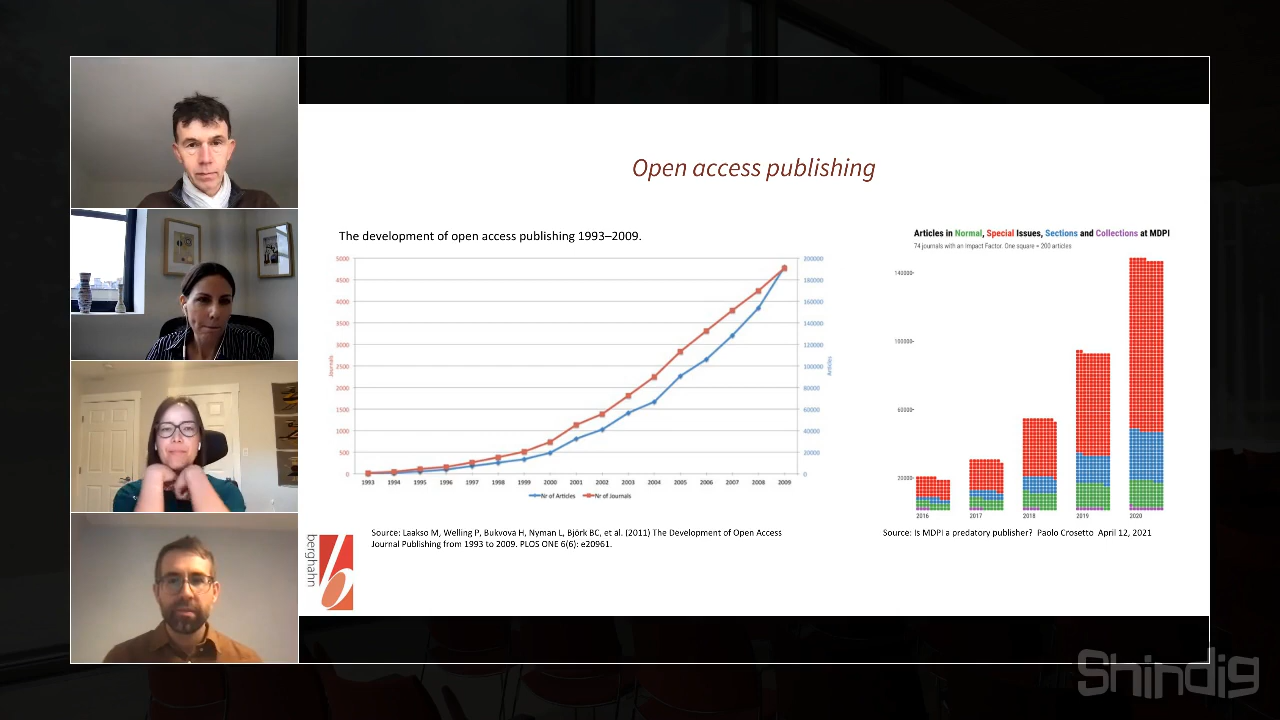 Open access publishing
The development of open access publishing 1993–2009.
5000
4500
4000
3500
3000
2500
2000
1500
1000
500
0
Journals
200000
180000
160000
140000
120000
100000
80000
60000
40000
20000
0
Articles
1993 1994 1995 1996 1997 1998 1999 2000 2001 2002 2003 2004 2005 2006 2007 2008 2009
Nr of Articles Nr of Journals
Source: Laakso M, Welling P, Bukvova H, Nyman L, Björk BC, et al. (2011) The Development of Open Access
Journal Publishing from 1993 to 2009. PLOS ONE 6(6): e20961.
Articles in Normal, Special Issues, Sections and Collections at MDPI
74 journals with an Impact Factor. One square = 200 articles
140000-
100000-
60000-
20000-
2016 2017 2018 2019 2020
Source: Is MDPI a predatory publisher? Paolo Crosetto April 12, 2021
berghahn
b
Shindig